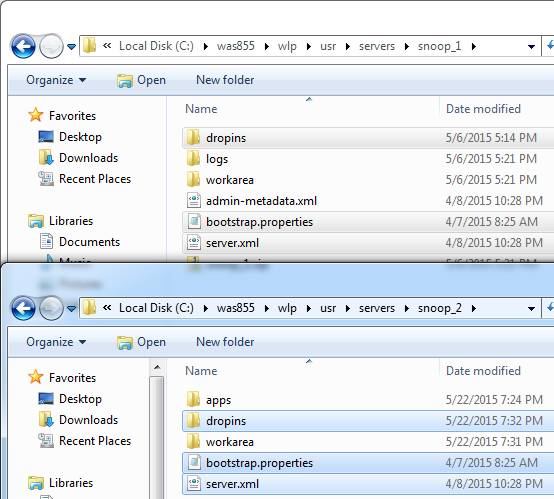 « Local Disk (C:) ▸ was855 ▸ wlp ▸ usr ▸ servers ▸ snoop_1 ▸
Organize Open New folder
Name Date modified
Favorites
Desktop
Downloads
Recent Places
Libraries
Documents
Music
dropins 5/6/2015 5:14 PM
logs 5/6/2015 5:21 PM
workarea 5/6/2015 5:21 PM
admin-metadata.xml 4/8/2015 10:28 PM
bootstrap.properties 4/7/2015 8:25 AM
server.xml 4/8/2015 10:28 PM
« Local Disk (C:) ▸ was855 ▸ wlp ▸ usr ▸ servers ▸ snoop_2 ▸
Organize Open New folder
Name Date modified
Favorites
Desktop
Downloads
Recent Places
Libraries
apps 5/22/2015 7:24 PM
dropins 5/22/2015 7:32 PM
workarea 5/22/2015 7:31 PM
bootstrap.properties 4/7/2015 8:25 AM
server.xml 4/8/2015 10:28 PM